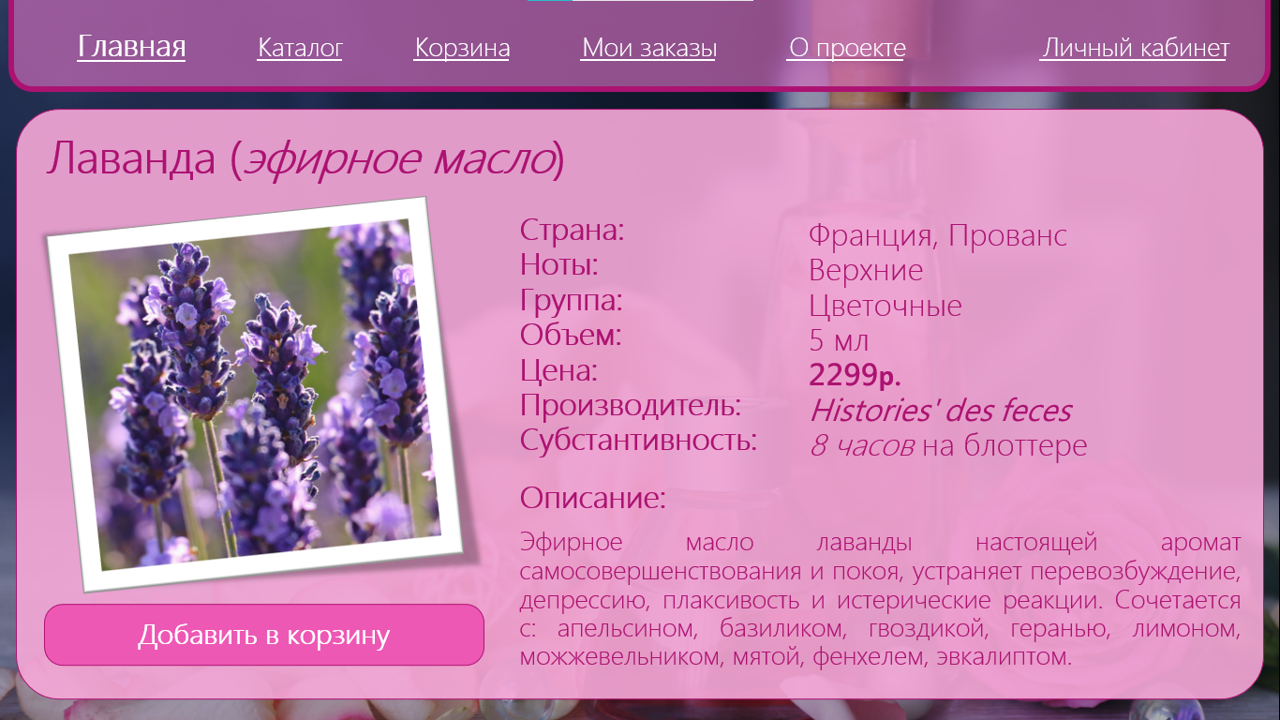 Главная Каталог Корзина Мои заказы О проекте Личный кабинет
Лаванда (эфирное масло)
Страна: Франция, Прованс
Ноты: Верхние
Группа: Цветочные
Объем: 5 мл
Цена: 2299р.
Производитель: Histories' des feces
Субстантивность: 8 часов на блоттере
Описание:
Эфирное масло лаванды настоящей аромат
самосовершенствования и покоя, устраняет перевозбуждение,
депрессию, плаксивость и истерические реакции. Сочетается
с: апельсином, базиликом, гвоздикой, геранью, лимоном,
можжевельником, мятой, фенхелем, эвкалиптом.
Добавить в корзину